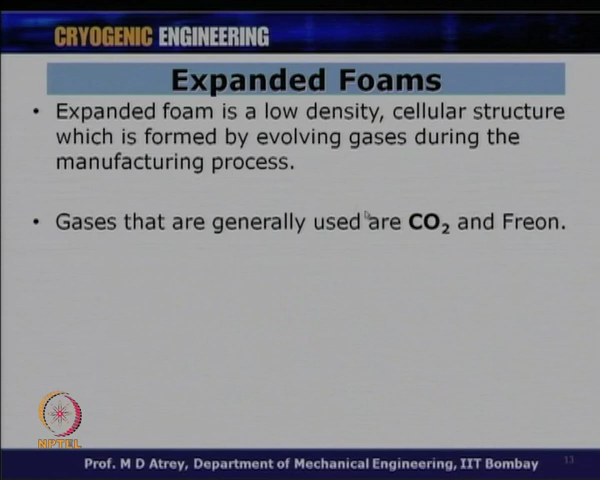 CRYOGENIC ENGINEERING
Expanded Foams
• Expanded foam is a low density, cellular structure
which is formed by evolving gases during the
manufacturing process.
• Gases that are generally used are CO₂ and Freon.
NPTEL
Prof. M D Atrey, Department of Mechanical Engineering, IIT Bombay
13